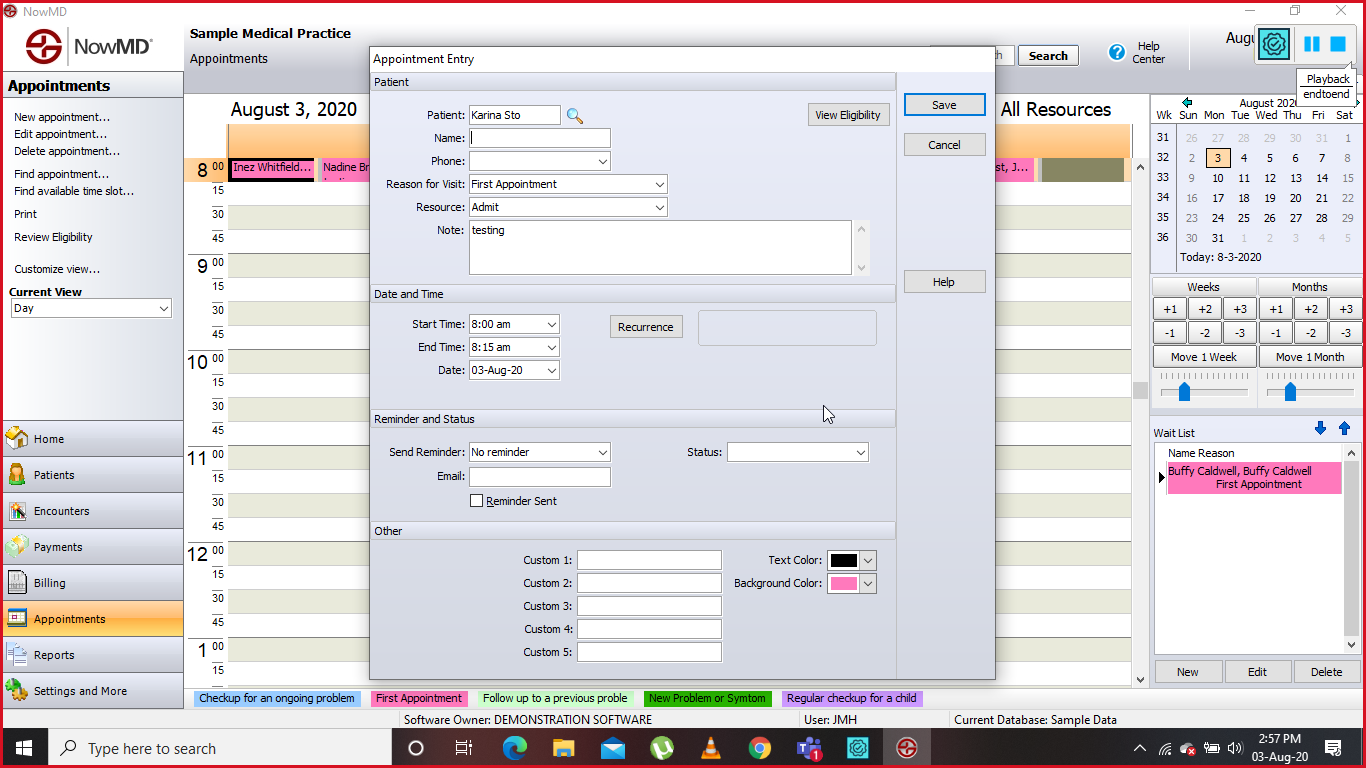 NowMD
NowMD®
Sample Medical Practice
Appointments
Search
Help
Center
Playback
endtoend
Appointments
New appointment...
Edit appointment...
Delete appointment...
Find appointment...
Find available time slot...
Print
Review Eligibility
Customize view...
Current View
Day
Home
Patients
Encounters
Payments
Billing
Appointments
Reports
Settings and More
August 3, 2020
All Resources
8 00
Inez Whitfield...
Nadine Br
st, J...
15
30
45
9 00
15
30
45
10 00
15
30
45
11 00
15
30
45
12 00
15
30
45
1 00
15
Appointment Entry
Patient
Patient: Karina Sto
View Eligibility
Name:
Phone:
Reason for Visit: First Appointment
Resource: Admit
Note: testing
Date and Time
Start Time: 8:00 am
Recurrence
End Time: 8:15 am
Date: 03-Aug-20
Reminder and Status
Send Reminder: No reminder
Status:
Email:
Reminder Sent
Other
Custom 1:
Text Color:
Custom 2:
Background Color:
Custom 3:
Custom 4:
Custom 5:
Save
Cancel
Help
August 2020
Wk Sun Mon Tue Wed Thu Fri Sat
31 26 27 28 29 30 31 1
32 2 3 4 5 6 7 8
33 9 10 11 12 13 14 15
34 16 17 18 19 20 21 22
35 23 24 25 26 27 28 29
36 30 31 1 2 3 4 5
Today: 8-3-2020
Weeks Months
+1 +2 +3 +1 +2 +3
-1 -2 -3 -1 -2 -3
Move 1 Week Move 1 Month
Wait List
Name Reason
Buffy Caldwell, Buffy Caldwell
First Appointment
New Edit Delete
Checkup for an ongoing problem First Appointment Follow up to a previous proble New Problem or Symtom Regular checkup for a child
Software Owner: DEMONSTRATION SOFTWARE User: JMH Current Database: Sample Data
Type here to search
1
2:57 PM
03-Aug-20